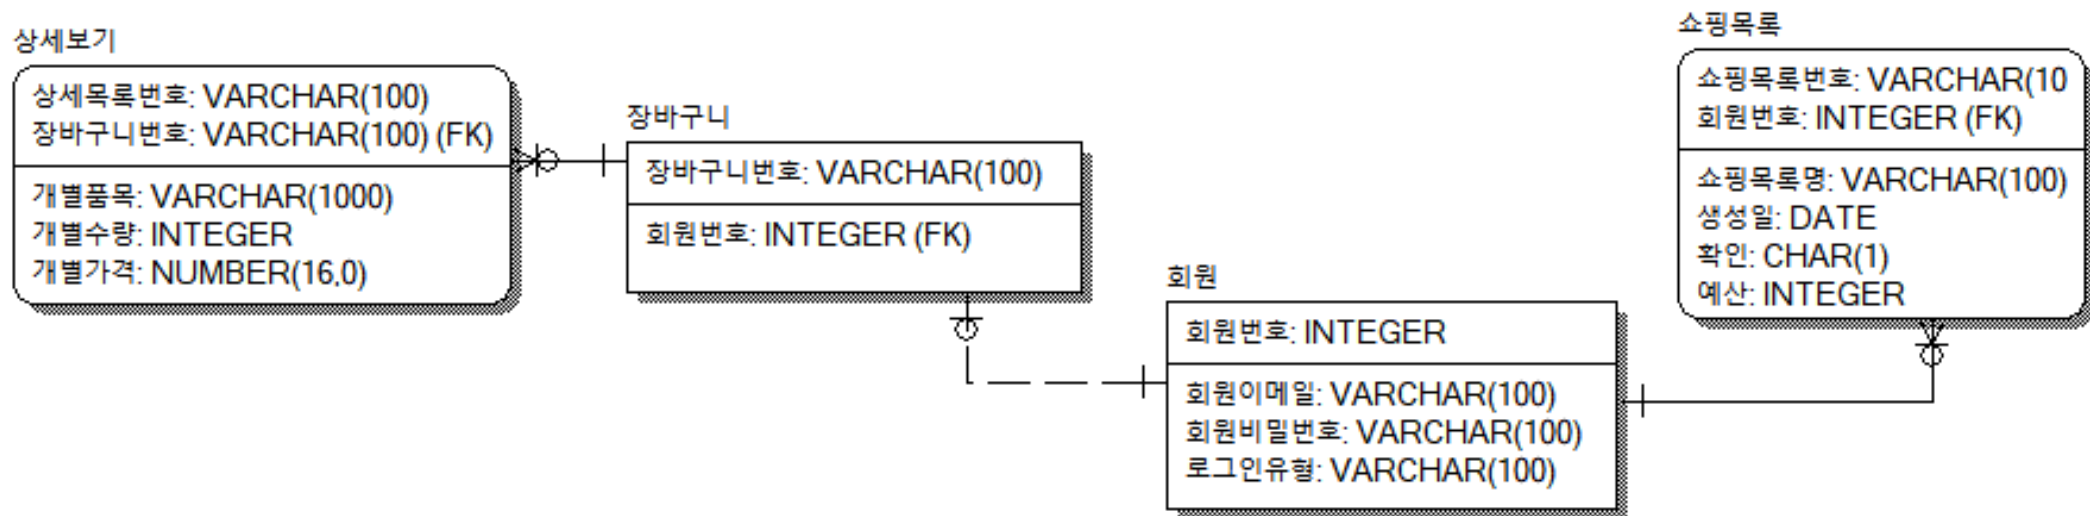 상세보기
상세목록번호: VARCHAR(100)
장바구니번호: VARCHAR(100) (FK)
개별품목: VARCHAR(1000)
개별수량: INTEGER
개별가격: NUMBER(16,0)
장바구니
장바구니번호: VARCHAR(100)
회원번호: INTEGER (FK)
회원
회원번호: INTEGER
회원이메일: VARCHAR(100)
회원비밀번호: VARCHAR(100)
로그인유형: VARCHAR(100)
쇼핑목록
쇼핑목록번호: VARCHAR(10
회원번호: INTEGER (FK)
쇼핑목록명: VARCHAR(100)
생성일: DATE
확인: CHAR(1)
예산: INTEGER